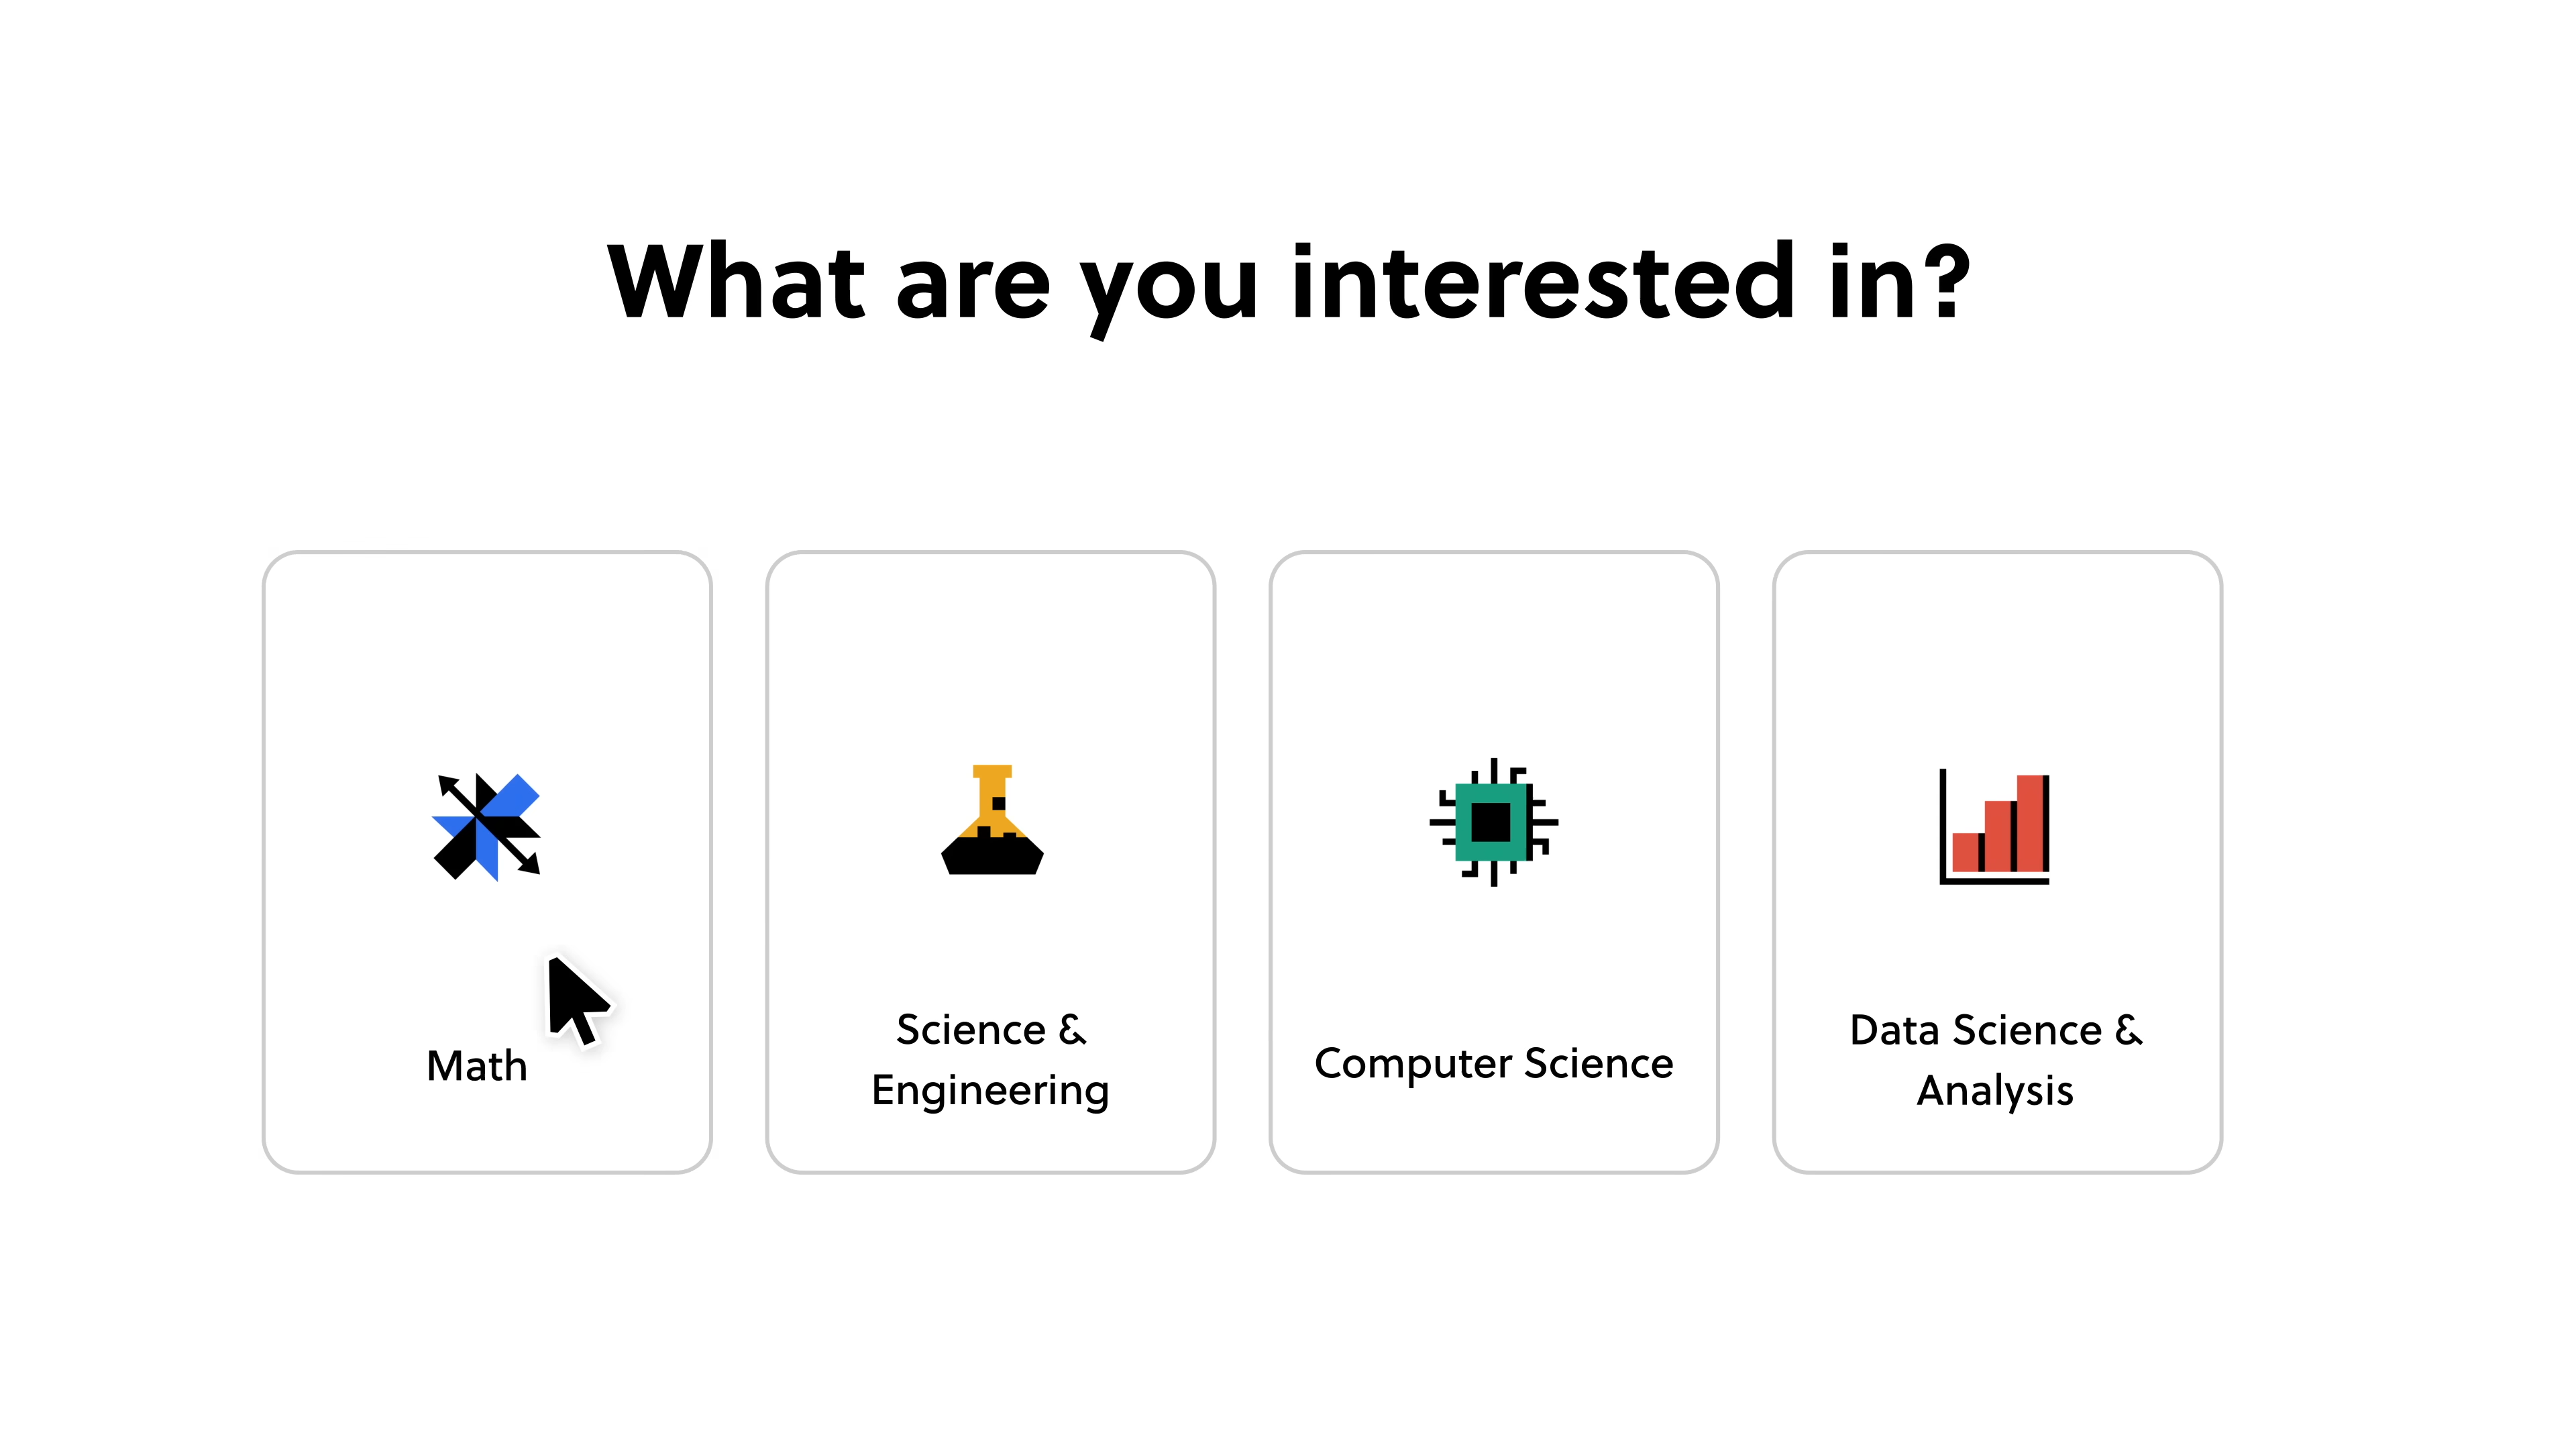 What are you interested in?
Math
Science &
Engineering
Computer Science
Data Science &
Analysis